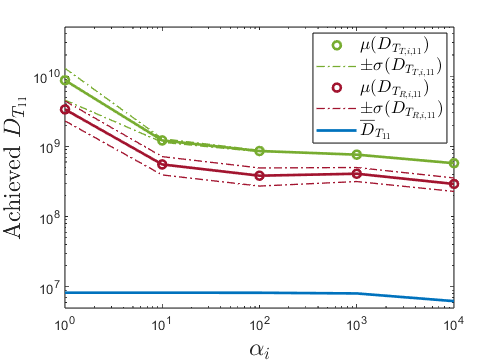 μ(D_{T_{T,i,11}})
±σ(D_{T_{T,i,11}})
μ(D_{T_{R,i,11}})
±σ(D_{T_{R,i,11}})
D̅_{T_{11}}
Achieved D_{T_{11}}
10^{10}
10^9
10^8
10^7
10^0 10^1 10^2 10^3 10^4
α_i